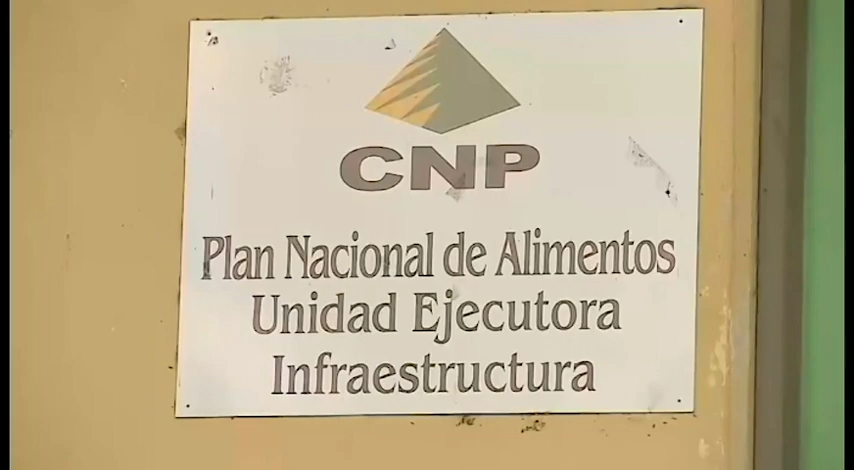 CNP
Plan Nacional de Alimentos
Unidad Ejecutora
Infraestructura